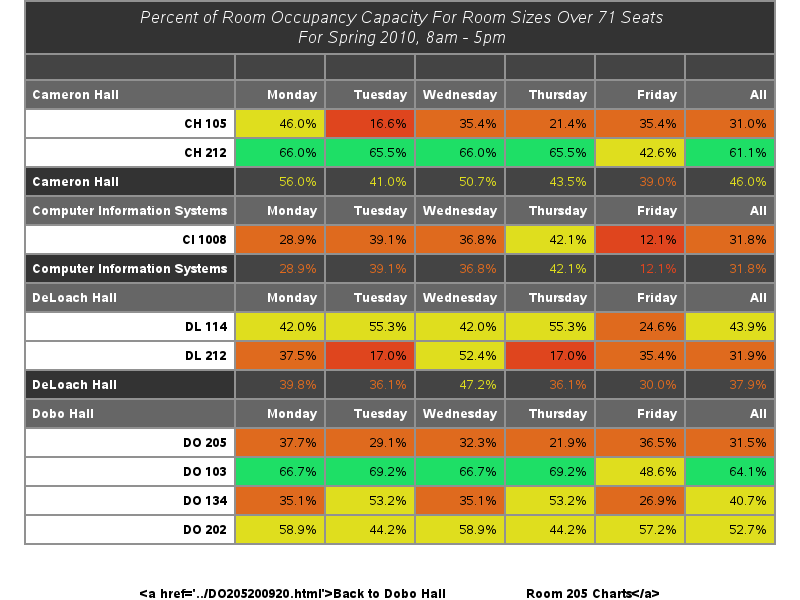 Percent of Room Occupancy Capacity For Room Sizes Over 71 Seats
For Spring 2010, 8am - 5pm
Cameron Hall Monday Tuesday Wednesday Thursday Friday All
CH 105 46.0% 16.6% 35.4% 21.4% 35.4% 31.0%
CH 212 66.0% 65.5% 66.0% 65.5% 42.6% 61.1%
Cameron Hall 56.0% 41.0% 50.7% 43.5% 39.0% 46.0%
Computer Information Systems Monday Tuesday Wednesday Thursday Friday All
CI 1008 28.9% 39.1% 36.8% 42.1% 12.1% 31.8%
Computer Information Systems 28.9% 39.1% 36.8% 42.1% 12.1% 31.8%
DeLoach Hall Monday Tuesday Wednesday Thursday Friday All
DL 114 42.0% 55.3% 42.0% 55.3% 24.6% 43.9%
DL 212 37.5% 17.0% 52.4% 17.0% 35.4% 31.9%
DeLoach Hall 39.8% 36.1% 47.2% 36.1% 30.0% 37.9%
Dobo Hall Monday Tuesday Wednesday Thursday Friday All
DO 205 37.7% 29.1% 32.3% 21.9% 36.5% 31.5%
DO 103 66.7% 69.2% 66.7% 69.2% 48.6% 64.1%
DO 134 35.1% 53.2% 35.1% 53.2% 26.9% 40.7%
DO 202 58.9% 44.2% 58.9% 44.2% 57.2% 52.7%
<a href='../DO205200920.html'>Back to Dobo Hall Room 205 Charts</a>